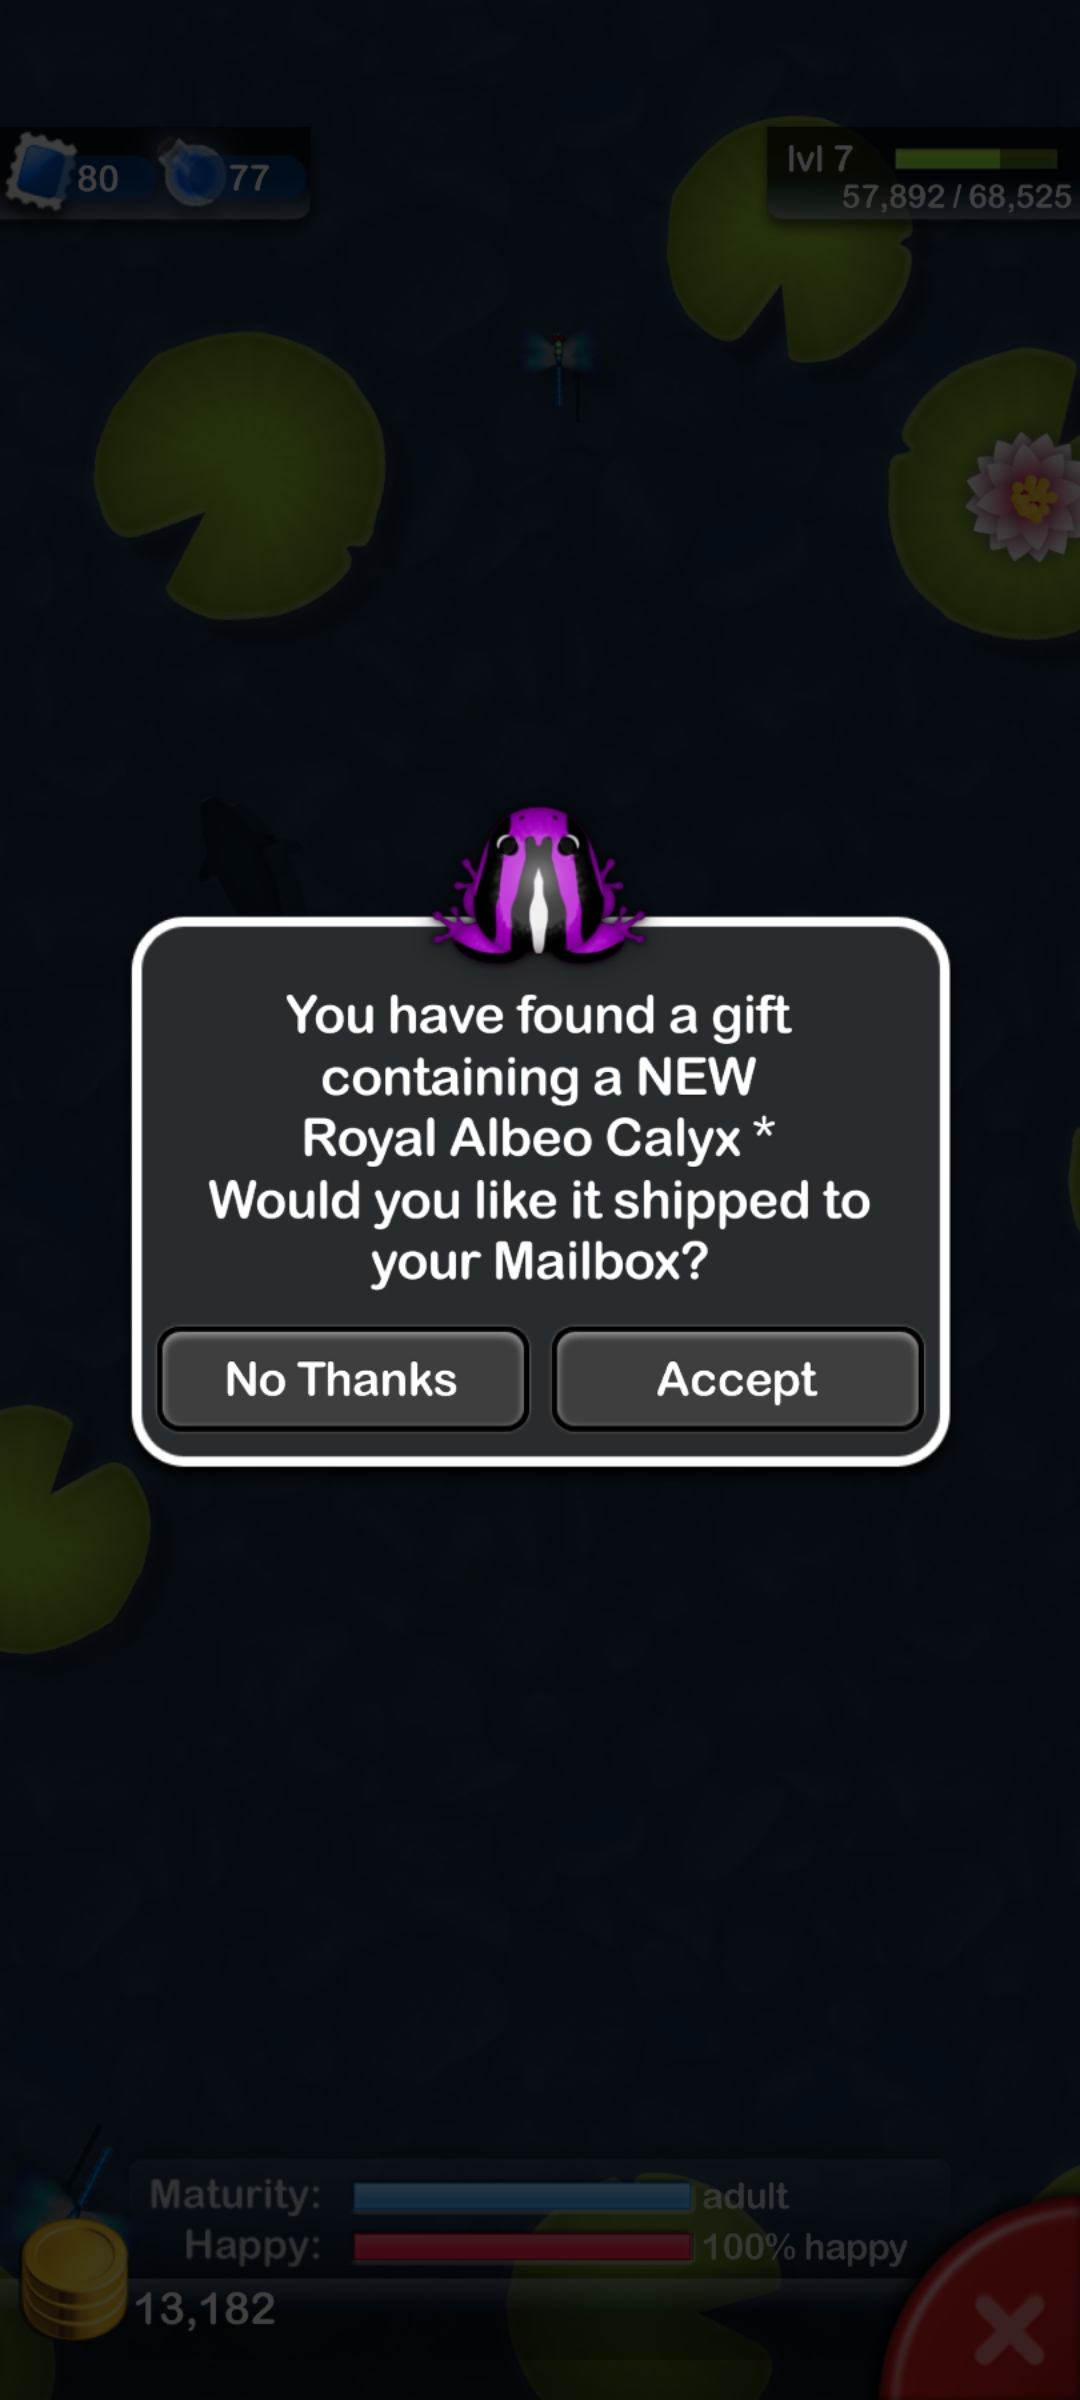 80
77
lvl 7
57,892 / 68,525
You have found a gift
containing a NEW
Royal Albeo Calyx *
Would you like it shipped to
your Mailbox?
No Thanks
Accept
Maturity:
adult
Happy:
100% happy
13,182